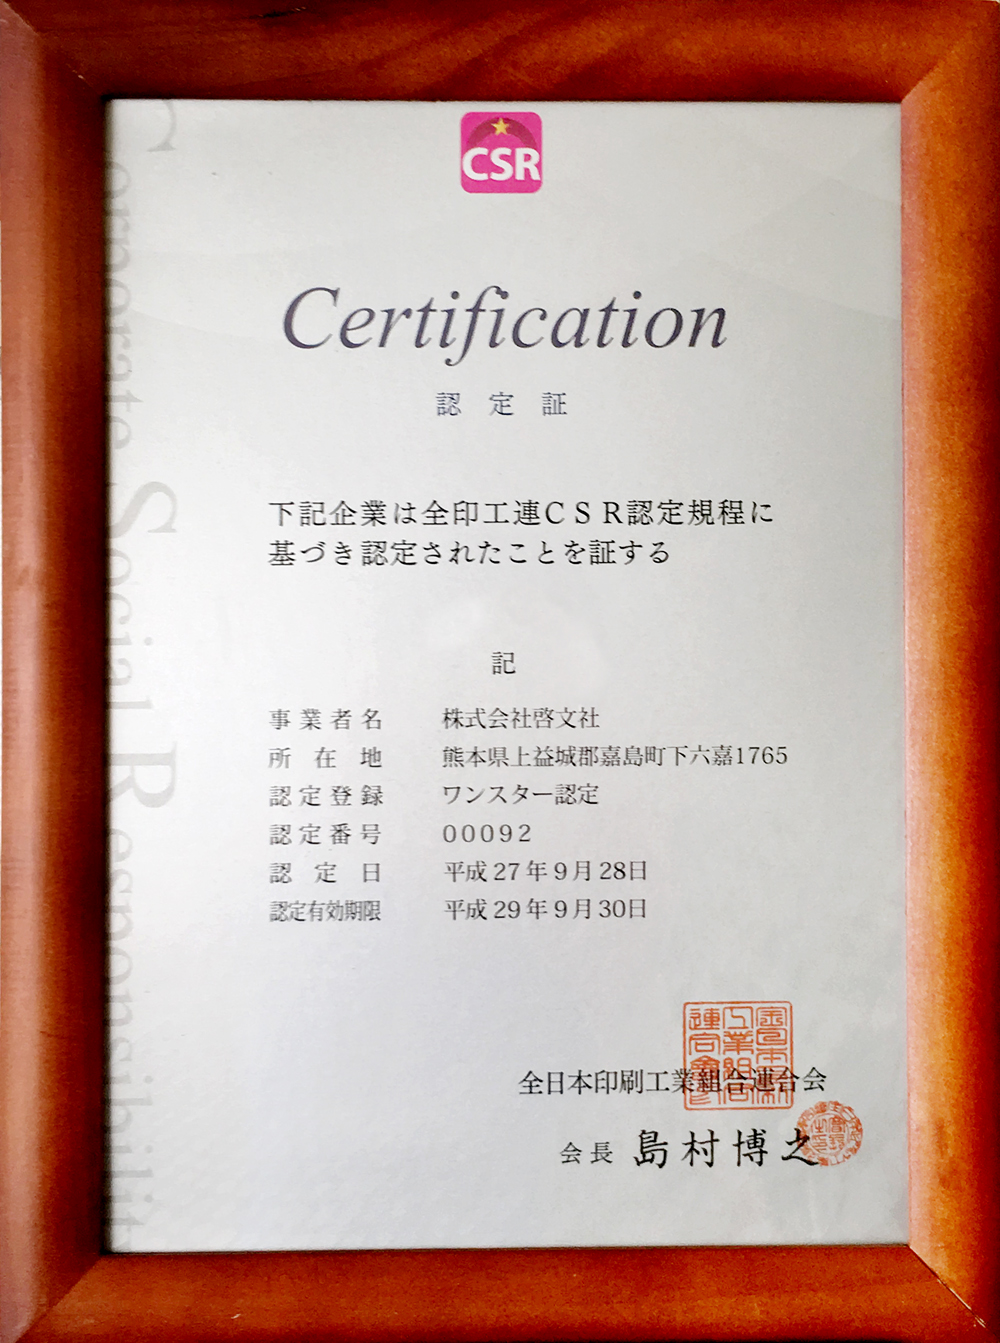 CSR
Certification
認定証
下記企業は全印工連CSR認定規程に
基づき認定されたことを証する
記
事業者名 株式会社啓文社
所在地 熊本県上益城郡嘉島町下六嘉1765
認定登録 ワンスター認定
認定番号 00092
認定日 平成27年9月28日
認定有効期限 平成29年9月30日
全日本印刷工業組合連合会
会長 島村博之
Corporate Social Responsibilit